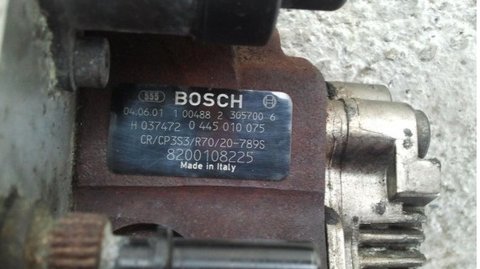 555 BOSCH
04.06.01 1 00488 2 305700 6
H 037472 0 445 010 075
CR/CP3S3/R70/20-789S
8200108225
Made in Italy